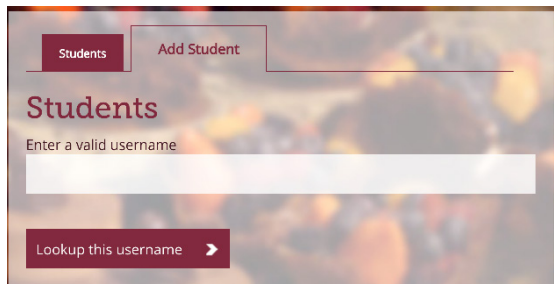 Students
Add Student
Students
Enter a valid username
Lookup this username